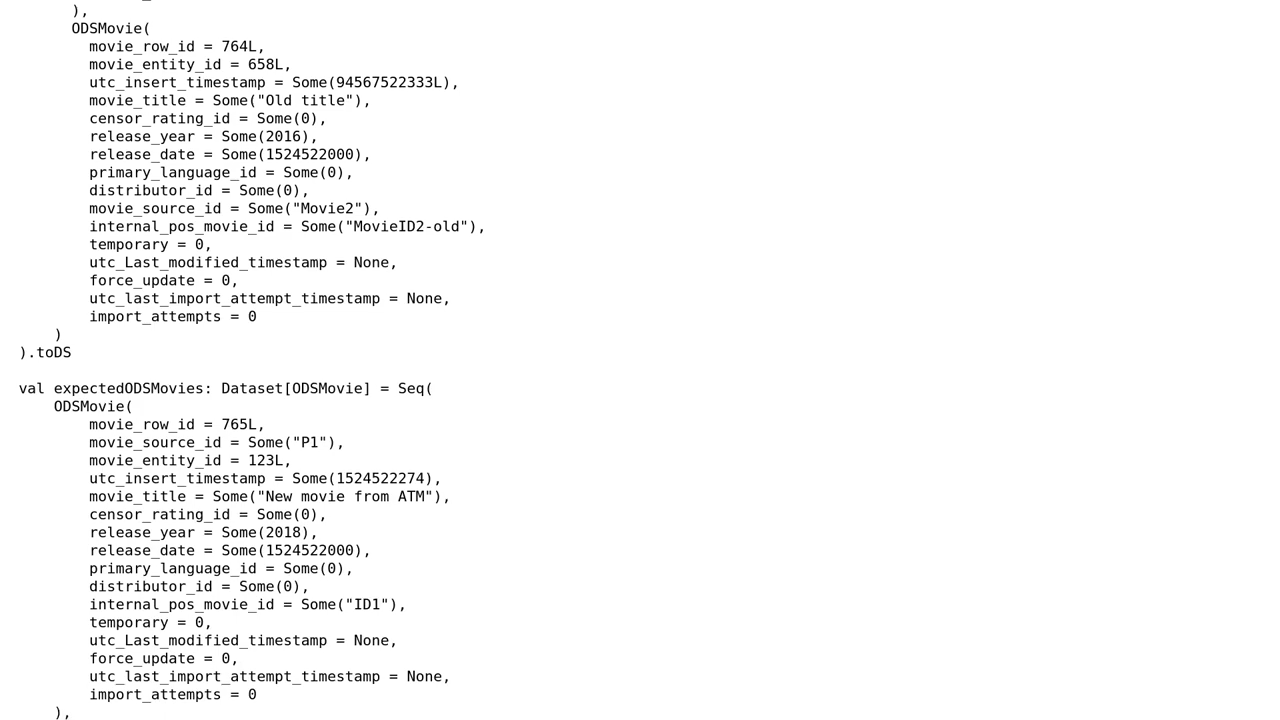 ),
ODSMovie(
movie_row_id = 764L,
movie_entity_id = 658L,
utc_insert_timestamp = Some(94567522333L),
movie_title = Some("Old title"),
censor_rating_id = Some(0),
release_year = Some(2016),
release_date = Some(1524522000),
primary_language_id = Some(0),
distributor_id = Some(0),
movie_source_id = Some("Movie2"),
internal_pos_movie_id = Some("MovieID2-old"),
temporary = 0,
utc_Last_modified_timestamp = None,
force_update = 0,
utc_last_import_attempt_timestamp = None,
import_attempts = 0
)
).toDS
val expectedODSMovies: Dataset[ODSMovie] = Seq(
ODSMovie(
movie_row_id = 765L,
movie_source_id = Some("P1"),
movie_entity_id = 123L,
utc_insert_timestamp = Some(1524522274),
movie_title = Some("New movie from ATM"),
censor_rating_id = Some(0),
release_year = Some(2018),
release_date = Some(1524522000),
primary_language_id = Some(0),
distributor_id = Some(0),
internal_pos_movie_id = Some("ID1"),
temporary = 0,
utc_Last_modified_timestamp = None,
force_update = 0,
utc_last_import_attempt_timestamp = None,
import_attempts = 0
),